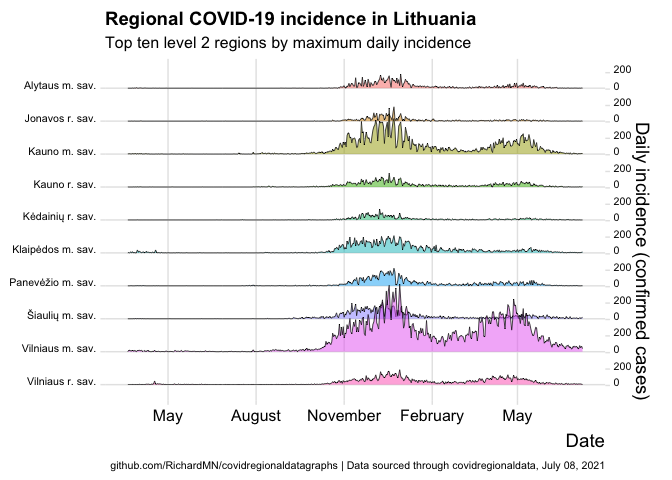 Regional COVID-19 incidence in Lithuania
Top ten level 2 regions by maximum daily incidence
Alytaus m. sav.
Jonavos r. sav.
Kauno m. sav.
Kauno r. sav.
Kėdainių r. sav.
Klaipėdos m. sav.
Panevėžio m. sav.
Šiaulių m. sav.
Vilniaus m. sav.
Vilniaus r. sav.
200
0
200
0
200
0
200
0
200
0
200
0
200
0
200
0
200
0
200
0
Daily incidence (confirmed cases)
May August November February May
Date
github.com/RichardMN/covidregionaldatagraphs | Data sourced through covidregionaldata, July 08, 2021